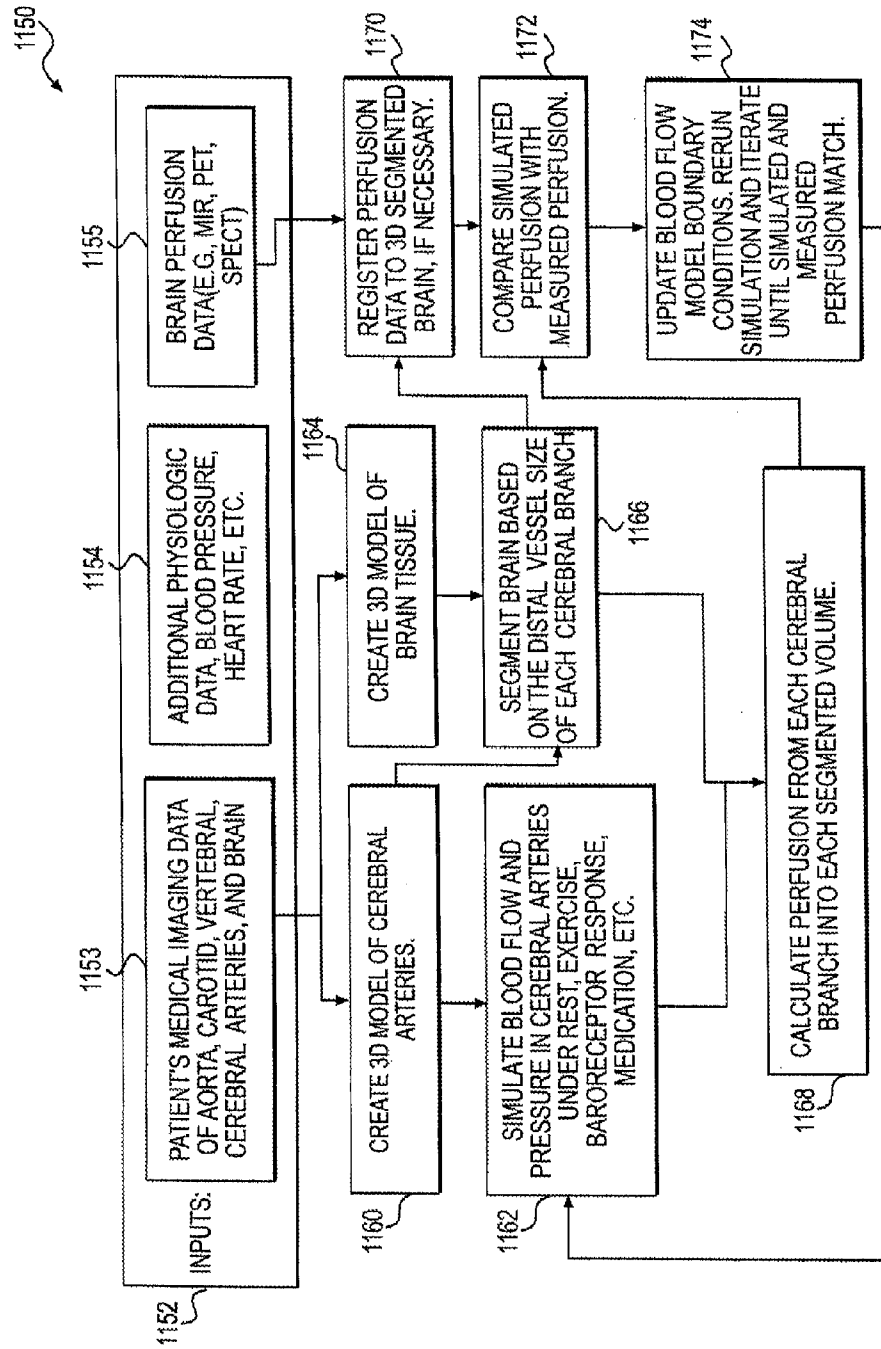 1150
1152
INPUTS:
1153
PATIENT'S MEDICAL IMAGING DATA
OF AORTA, CAROTID, VERTEBRAL,
CEREBRAL ARTERIES, AND BRAIN
1154
ADDITIONAL PHYSIOLOGIC
DATA, BLOOD PRESSURE,
HEART RATE, ETC.
1155
BRAIN PERFUSION
DATA(E.G., MIR, PET,
SPECT)
1160
CREATE 3D MODEL OF CEREBRAL
ARTERIES.
1164
CREATE 3D MODEL OF
BRAIN TISSUE.
1170
REGISTER PERFUSION
DATA TO 3D SEGMENTED
BRAIN, IF NECESSARY.
1162
SIMULATE BLOOD FLOW AND
PRESSURE IN CEREBRAL ARTERIES
UNDER REST, EXERCISE,
BARORECEPTOR RESPONSE,
MEDICATION, ETC.
1166
SEGMENT BRAIN BASED
ON THE DISTAL VESSEL SIZE
OF EACH CEREBRAL BRANCH
1172
COMPARE SIMULATED
PERFUSION WITH
MEASURED PERFUSION.
1168
CALCULATE PERFUSION FROM EACH CEREBRAL
BRANCH INTO EACH SEGMENTED VOLUME.
1174
UPDATE BLOOD FLOW
MODEL BOUNDARY
CONDITIONS. RERUN
SIMULATION AND ITERATE
UNTIL SIMULATED AND
MEASURED
PERFUSION MATCH.